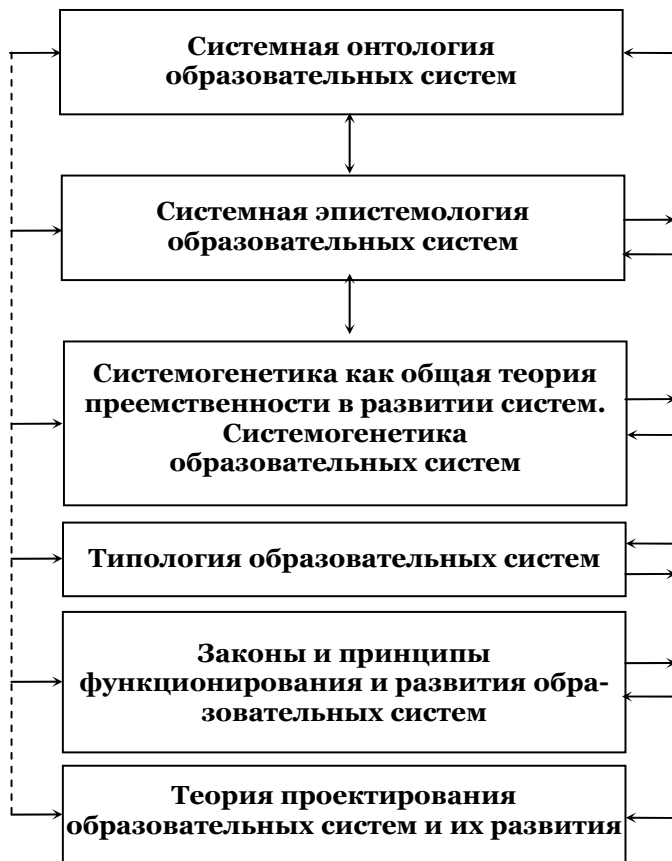 Системная онтология
образовательных систем
Системная эпистемология
образовательных систем
Системогенетика как общая теория
преемственности в развитии систем.
Системогенетика
образовательных систем
Типология образовательных систем
Законы и принципы
функционирования и развития обра-
зовательных систем
Теория проектирования
образовательных систем и их развития